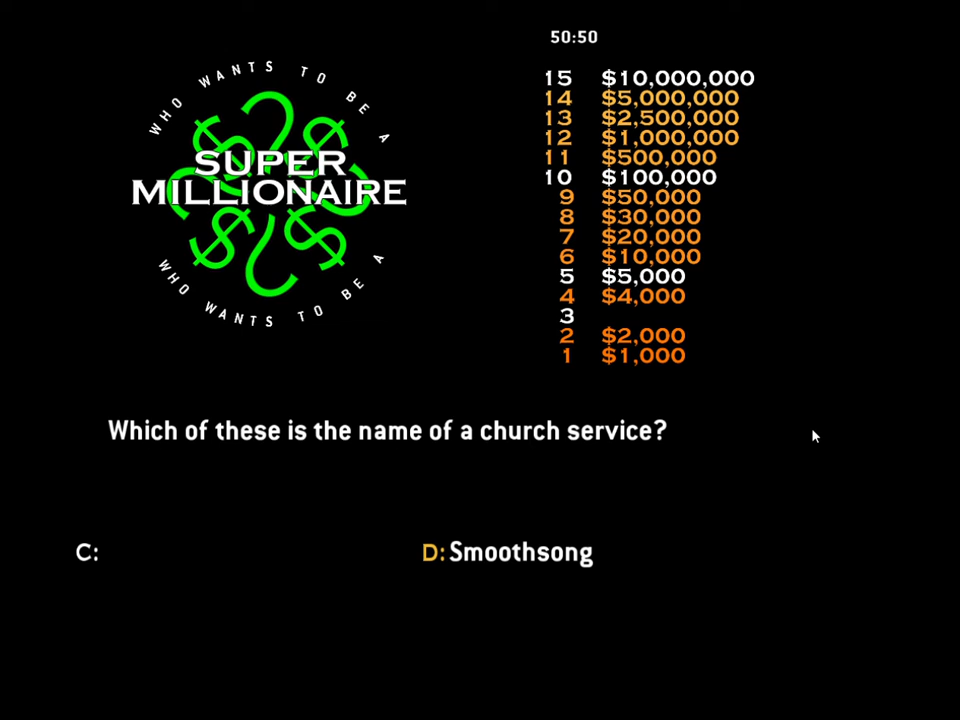 50:50
WHO WANTS TO BE A
SUPER
MILLIONAIRE
WHO WANTS TO BE A
15 $10,000,000
14 $5,000,000
13 $2,500,000
12 $1,000,000
11 $500,000
10 $100,000
9 $50,000
8 $30,000
7 $20,000
6 $10,000
5 $5,000
4 $4,000
3
2 $2,000
1 $1,000
Which of these is the name of a church service?
C:
D: Smoothsong